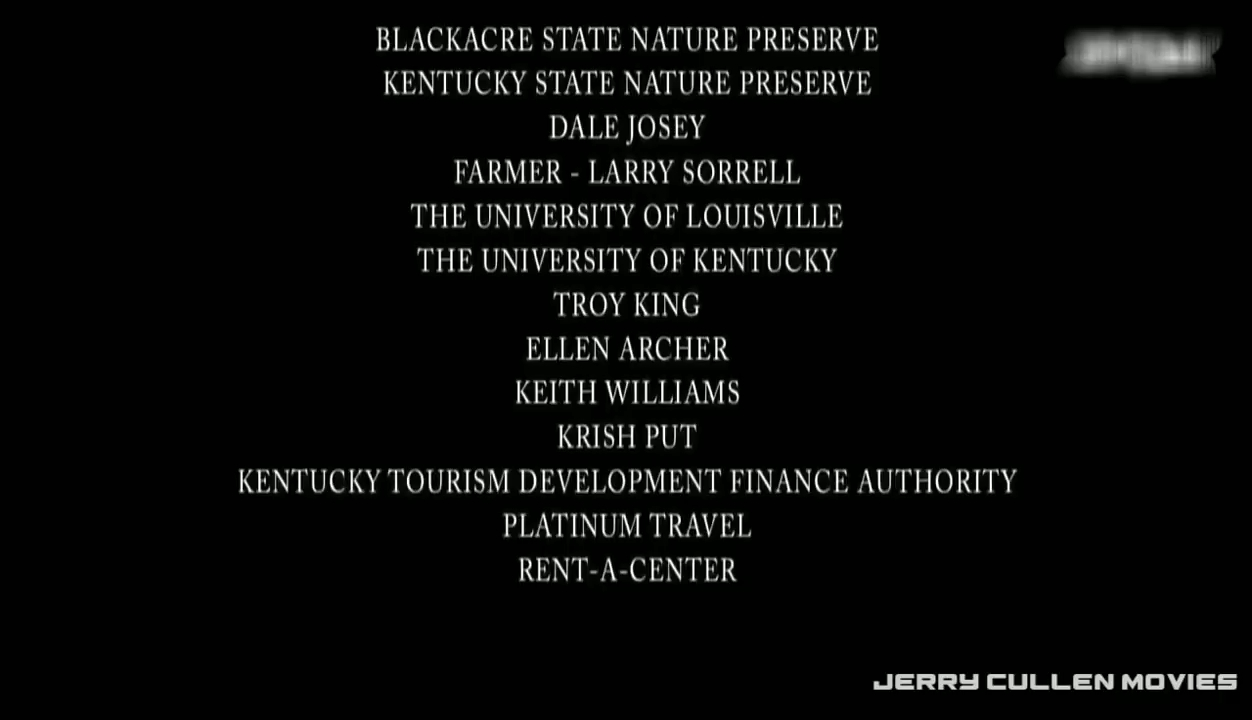 BLACKACRE STATE NATURE PRESERVE
KENTUCKY STATE NATURE PRESERVE
DALE JOSEY
FARMER - LARRY SORRELL
THE UNIVERSITY OF LOUISVILLE
THE UNIVERSITY OF KENTUCKY
TROY KING
ELLEN ARCHER
KEITH WILLIAMS
KRISH PUT
KENTUCKY TOURISM DEVELOPMENT FINANCE AUTHORITY
PLATINUM TRAVEL
RENT-A-CENTER
JERRY CULLEN MOVIES